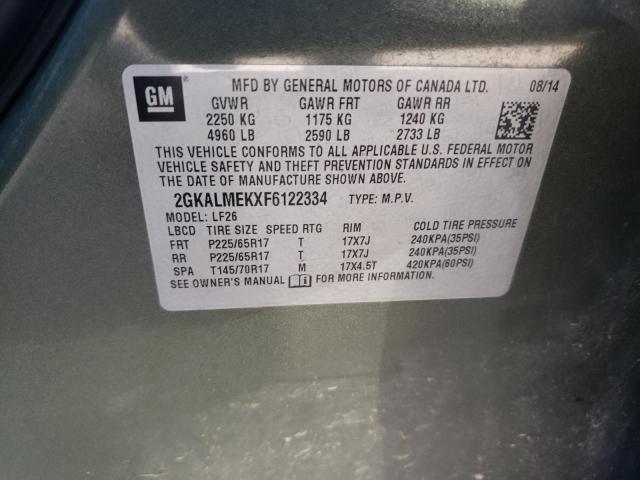 GM
MFD BY GENERAL MOTORS OF CANADA LTD. 08/14
GVWR GAWR FRT GAWR RR
2250 KG 1175 KG 1240 KG
4960 LB 2590 LB 2733 LB
THIS VEHICLE CONFORMS TO ALL APPLICABLE U.S. FEDERAL MOTOR
VEHICLE SAFETY AND THEFT PREVENTION STANDARDS IN EFFECT ON
THE DATE OF MANUFACTURE SHOWN ABOVE.
2GKALMEKXF6122334 TYPE: M.P.V.
MODEL: LF26
LBCD TIRE SIZE SPEED RTG RIM COLD TIRE PRESSURE
FRT P225/65R17 T 17X7J 240KPA(35PSI)
RR P225/65R17 T 17X7J 240KPA(35PSI)
SPA T145/70R17 M 17X4.5T 420KPA(60PSI)
SEE OWNER'S MANUAL FOR MORE INFORMATION.